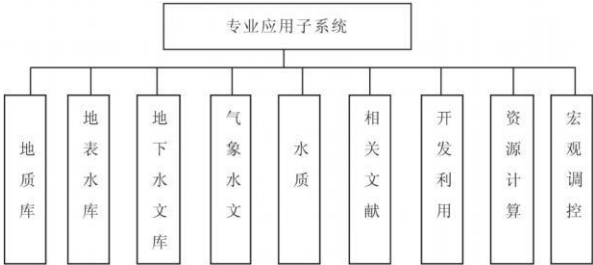 专业应用子系统
地质库
地表水库
地下水文库
气象水文
水质
相关文献
开发利用
资源计算
宏观调控